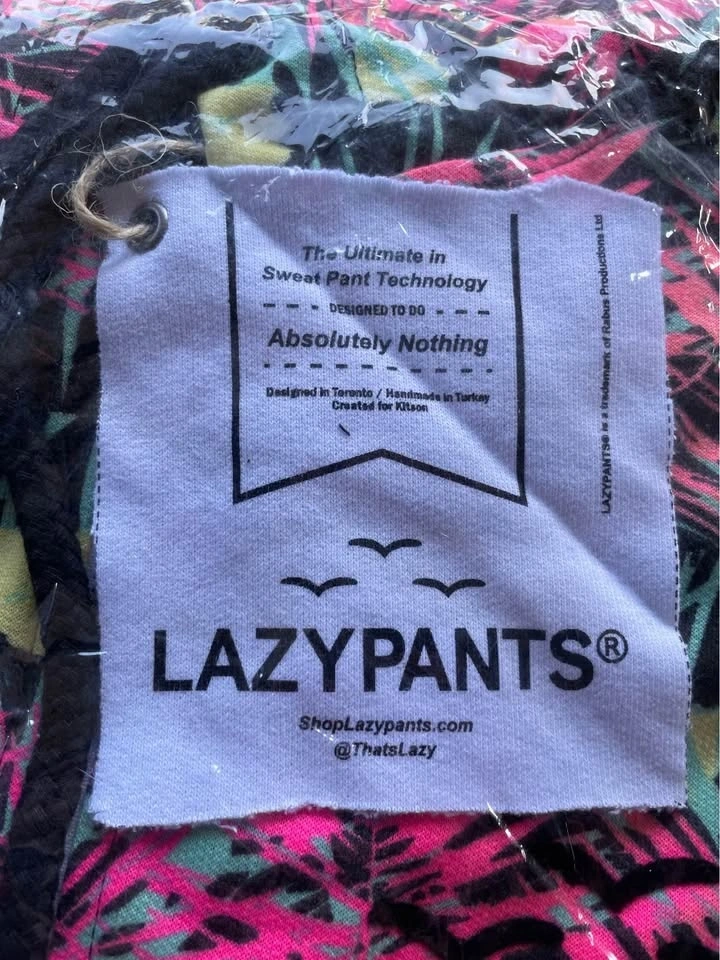 The Ultimate in
Sweat Pant Technology
DESIGNED TO DO
Absolutely Nothing
Designed in Toronto / Handmade in Turkey
Created for Kitson
LAZYPANTS® is a trademark of Rabus Productions Ltd
LAZYPANTS®
ShopLazypants.com
@ThatsLazy